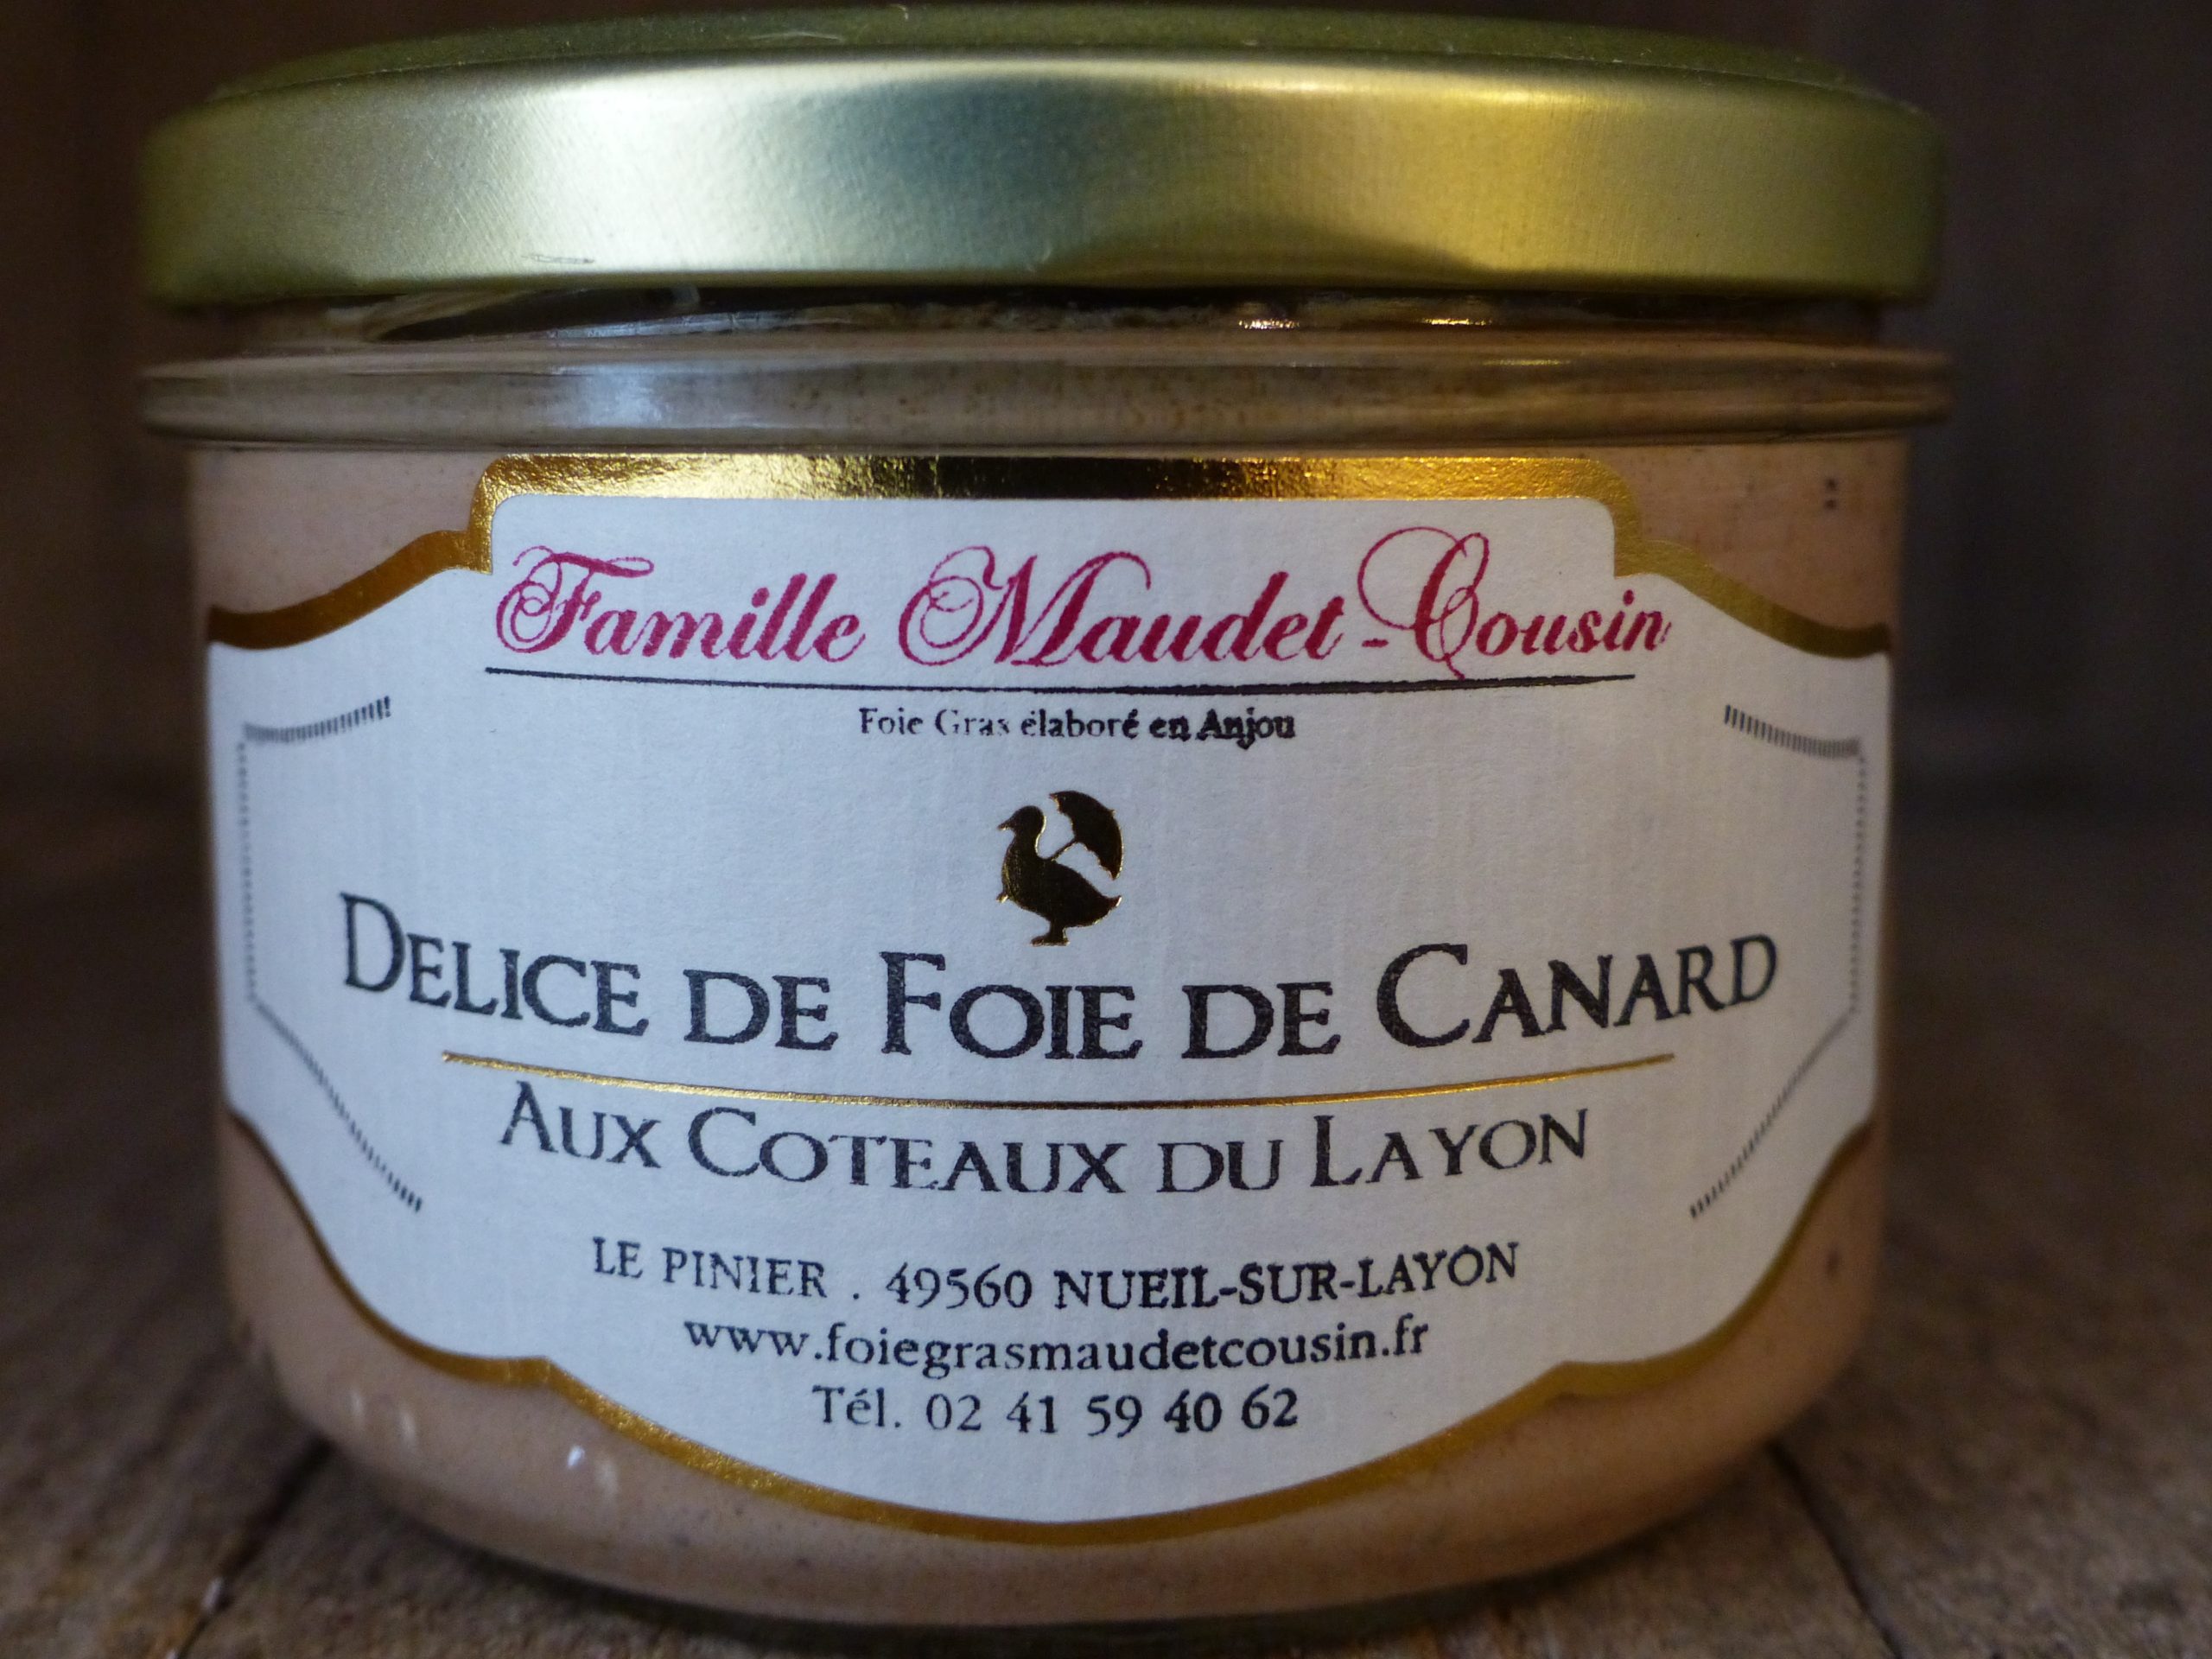 Famille Maudet-Cousin
Foie Gras élaboré en Anjou
DELICE DE FOIE DE CANARD
AUX COTEAUX DU LAYON
LE PINIER . 49560 NUEIL-SUR-LAYON
www.foiegrasmaudetcousin.fr
Tél. 02 41 59 40 62